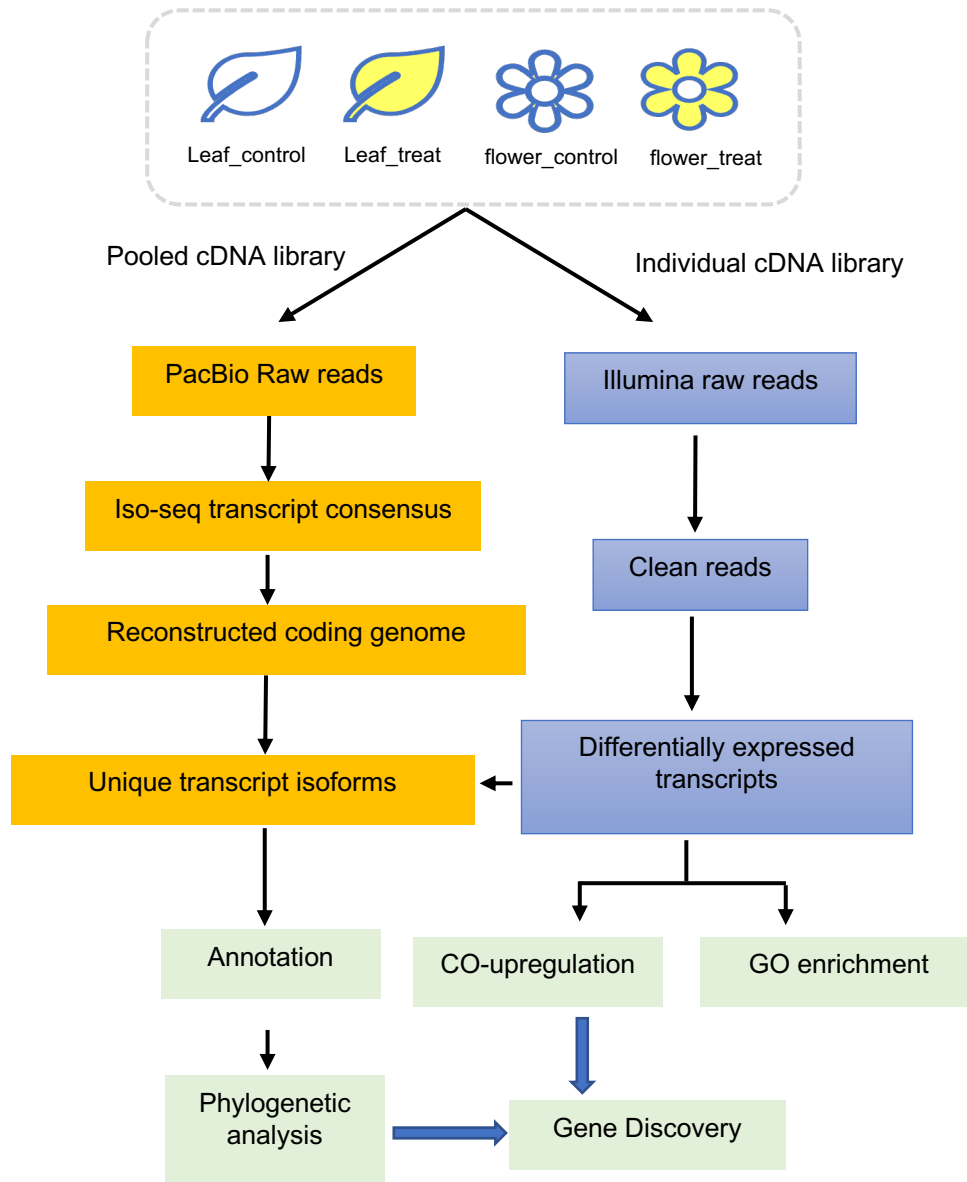 Leaf_control
Leaf_treat
flower_control
flower_treat
Pooled cDNA library
Individual cDNA library
PacBio Raw reads
Illumina raw reads
Iso-seq transcript consensus
Clean reads
Reconstructed coding genome
Differentially expressed
transcripts
Unique transcript isoforms
Annotation
CO-upregulation
GO enrichment
Phylogenetic
analysis
Gene Discovery